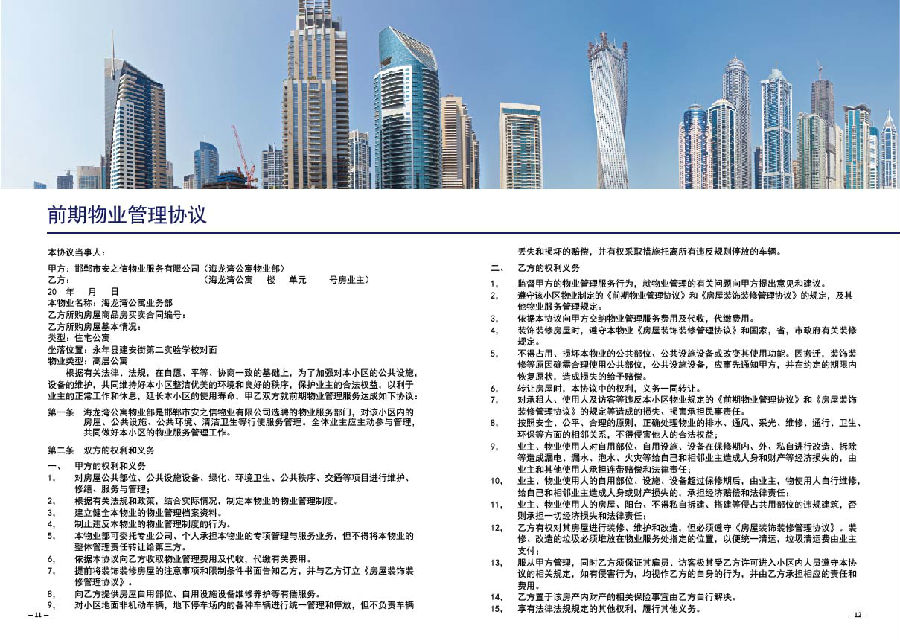 前期物业管理协议
本协议当事人：
甲方：邯郸市安之信物业服务有限公司（海龙湾公寓物业部）
乙方： （海龙湾公寓 楼 单元 号房业主）
20 年 月 日
本物业名称：海龙湾公寓业务部
乙方所购房屋商品房买卖合同编号：
乙方所购房屋基本情况：
类型：住宅公寓
坐落位置：永年县建安街第二实验学校对面
物业类型：高层公寓
根据有关法律、法规，在自愿、平等、协商一致的基础上，为了加强对本小区的公共设施，
设备的维护，共同维持好本小区整洁优美的环境和良好的秩序，保护业主的合法权益，以利于
业主的正常工作和休息，延长本小区的使用寿命，甲乙双方就前期物业管理服务达成如下协议：
第一条 海龙湾公寓物业部是邯郸市安之信物业有限公司选聘的物业服务部门，对该小区内的
房屋、公共设施、公共环境、清洁卫生等行使服务管理。全体业主应主动参与管理，
共同做好本小区的物业服务管理工作。
第二条 双方的权利和义务
一、 甲方的权利和义务
1、 对房屋公共部位、公共设施设备、绿化、环境卫生、公共秩序、交通等项目进行维护、
修缮、服务与管理；
2、 根据有关法规和政策，结合实际情况，制定本物业的物业管理制度。
3、 建立健全本物业的物业管理档案资料。
4、 制止违反本物业的物业管理制度的行为。
5、 本物业部可委托专业公司、个人承担本物业的专项管理与服务业务，但不得将本物业的
整体管理责任转让给第三方。
6、 依据本协议向乙方收取物业管理费用及代收、代缴有关费用。
7、 提前将装饰装修房屋的注意事项和限制条件书面告知乙方，并与乙方订立《房屋装饰装
修管理协议》。
8、 向乙方提供房屋自用部位、自用设施设备维修养护等有偿服务。
9、 对小区地面非机动车辆，地下停车场内的各种车辆进行统一管理和停放，但不负责车辆
— 11 —
丢失和损坏的赔偿，并有权采取措施托离所有违反规则停放的车辆。
二、 乙方的权利义务
1、 监督甲方的物业管理服务行为，就物业管理的有关问题向甲方提出意见和建议。
2、 遵守该小区物业制定的《前期物业管理协议》和《房屋装饰装修管理协议》的规定，及其
他物业服务管理规定；
3、 依据本协议向甲方交纳物业管理服务费用及代收，代缴费用。
4、 装饰装修房屋时，遵守本物业《房屋装饰装修管理协议》和国家，省，市政府有关装修
规定。
5、 不得占用、损坏本物业的公共部位、公共设施设备或改变其使用功能。因搬迁、装饰装
修等原因确需合理使用公共部位，公共设施设备，应事先通知甲方，并在约定的期限内
恢复原状，造成损失的给予赔偿。
6、 转让房屋时，本协议中的权利，义务一同转让。
7、 对承租人、使用人及访客等违反本小区物业规定的《前期物业管理协议》和《房屋装饰
装修管理协议》的规定等造成的损失、损害承担民事责任。
8、 按照安全，公平、合理的原则，正确处理物业的排水、通风、采光、维修，通行、卫生、
环保等方面的相邻关系，不得侵害他人的合法权益；
9、 业主、物业使用人对自用部位、自用设施、设备在保修期内、外，私自进行改造，拆除
等造成漏电，漏水，泡水、火灾等给自己和相邻业主造成人身和财产等经济损失的，由
业主和其他使用人承担连带赔偿和法律责任；
10、 业主、物业使用人的自用部位、设施、设备超过保修期后，由业主、物使用人自行维修，
给自己和相邻业主造成人身或财产损失的、承担经济赔偿和法律责任；
11、 业主、物业使用人的房屋、阳台、不得私自搭建、搭建等侵占共用部位的违规建筑，否
则承担一切经济损失和法律责任；
12、 乙方有权对其房屋进行装修、维护和改造，但必须遵守《房屋装饰装修管理协议》，装
修、改造的垃圾必须堆放在物业服务处指定的位置，以便统一清运，垃圾清运费由业主
支付；
13、 服从甲方管理，同时乙方须保证其雇员、访客及其受乙方许可进入小区内人员遵守本协
议的相关规定，如有侵害行为，均视作乙方的自身的行为，并由乙方承担相应的责任和
费用。
14、 乙方置于该房产内财产的相关保险事宜由乙方自行解决。
15、 享有法律法规规定的其他权利、履行其他义务。
12